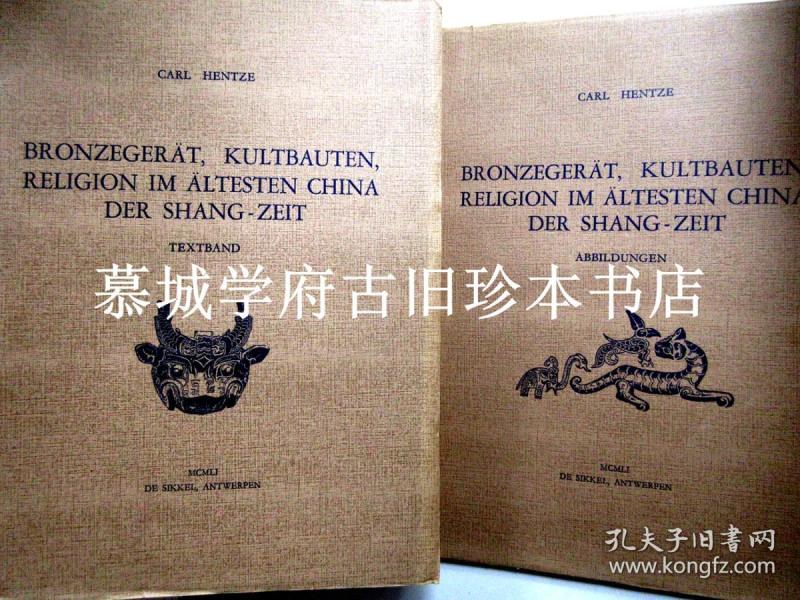 CARL HENTZE
BRONZEGERÄT, KULTBAUTEN,
RELIGION IM ÄLTESTEN CHINA
DER SHANG-ZEIT
TEXTBAND
MCMLI
DE SIKKEL, ANTWERPEN
CARL HENTZE
BRONZEGERÄT, KULTBAUTEN
RELIGION IM ÄLTESTEN CHINA
DER SHANG-ZEIT
ABBILDUNGEN
MCMLI
DE SIKKEL, ANTWERPEN
慕城学府古旧珍本书店
孔夫子旧书网
www.kongfz.com